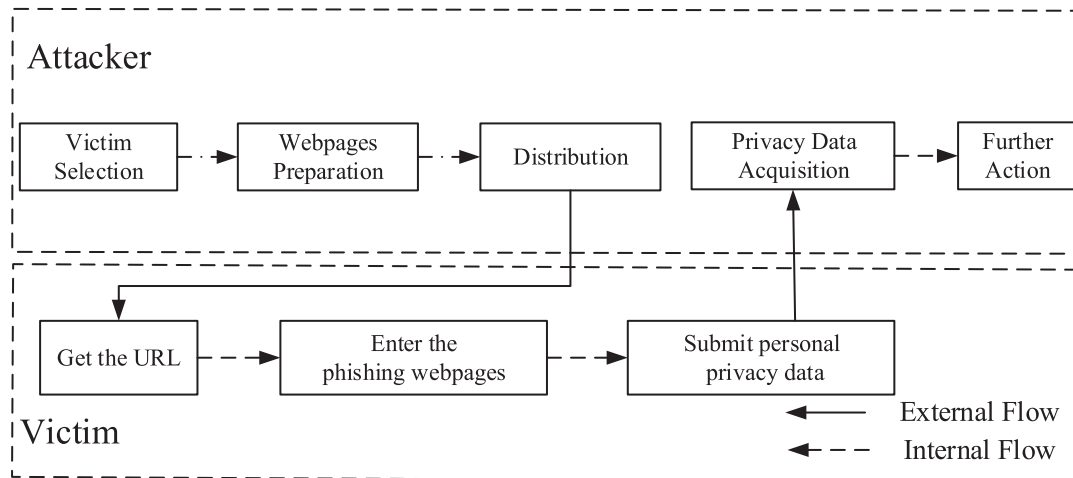 Attacker
Victim
Selection
Webpages
Preparation
Distribution
Privacy Data
Acquisition
Further
Action
Get the URL
Enter the
phishing webpages
Submit personal
privacy data
Victim
External Flow
Internal Flow